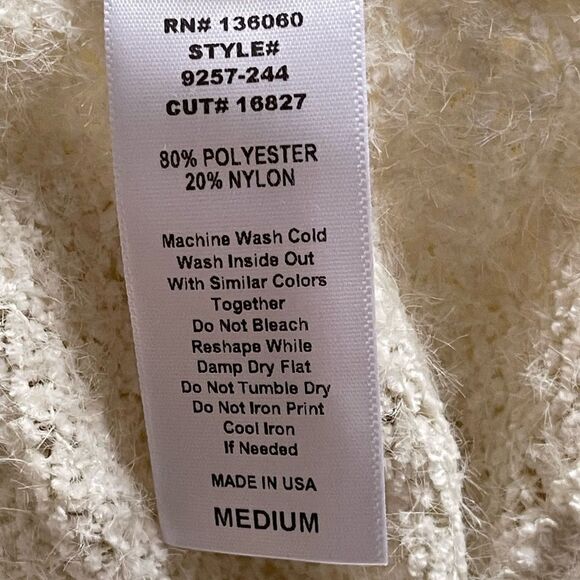 RN# 136060
STYLE#
9257-244
CUT# 16827
80% POLYESTER
20% NYLON
Machine Wash Cold
Wash Inside Out
With Similar Colors
Together
Do Not Bleach
Reshape While
Damp Dry Flat
Do Not Tumble Dry
Do Not Iron Print
Cool Iron
If Needed
MADE IN USA
MEDIUM